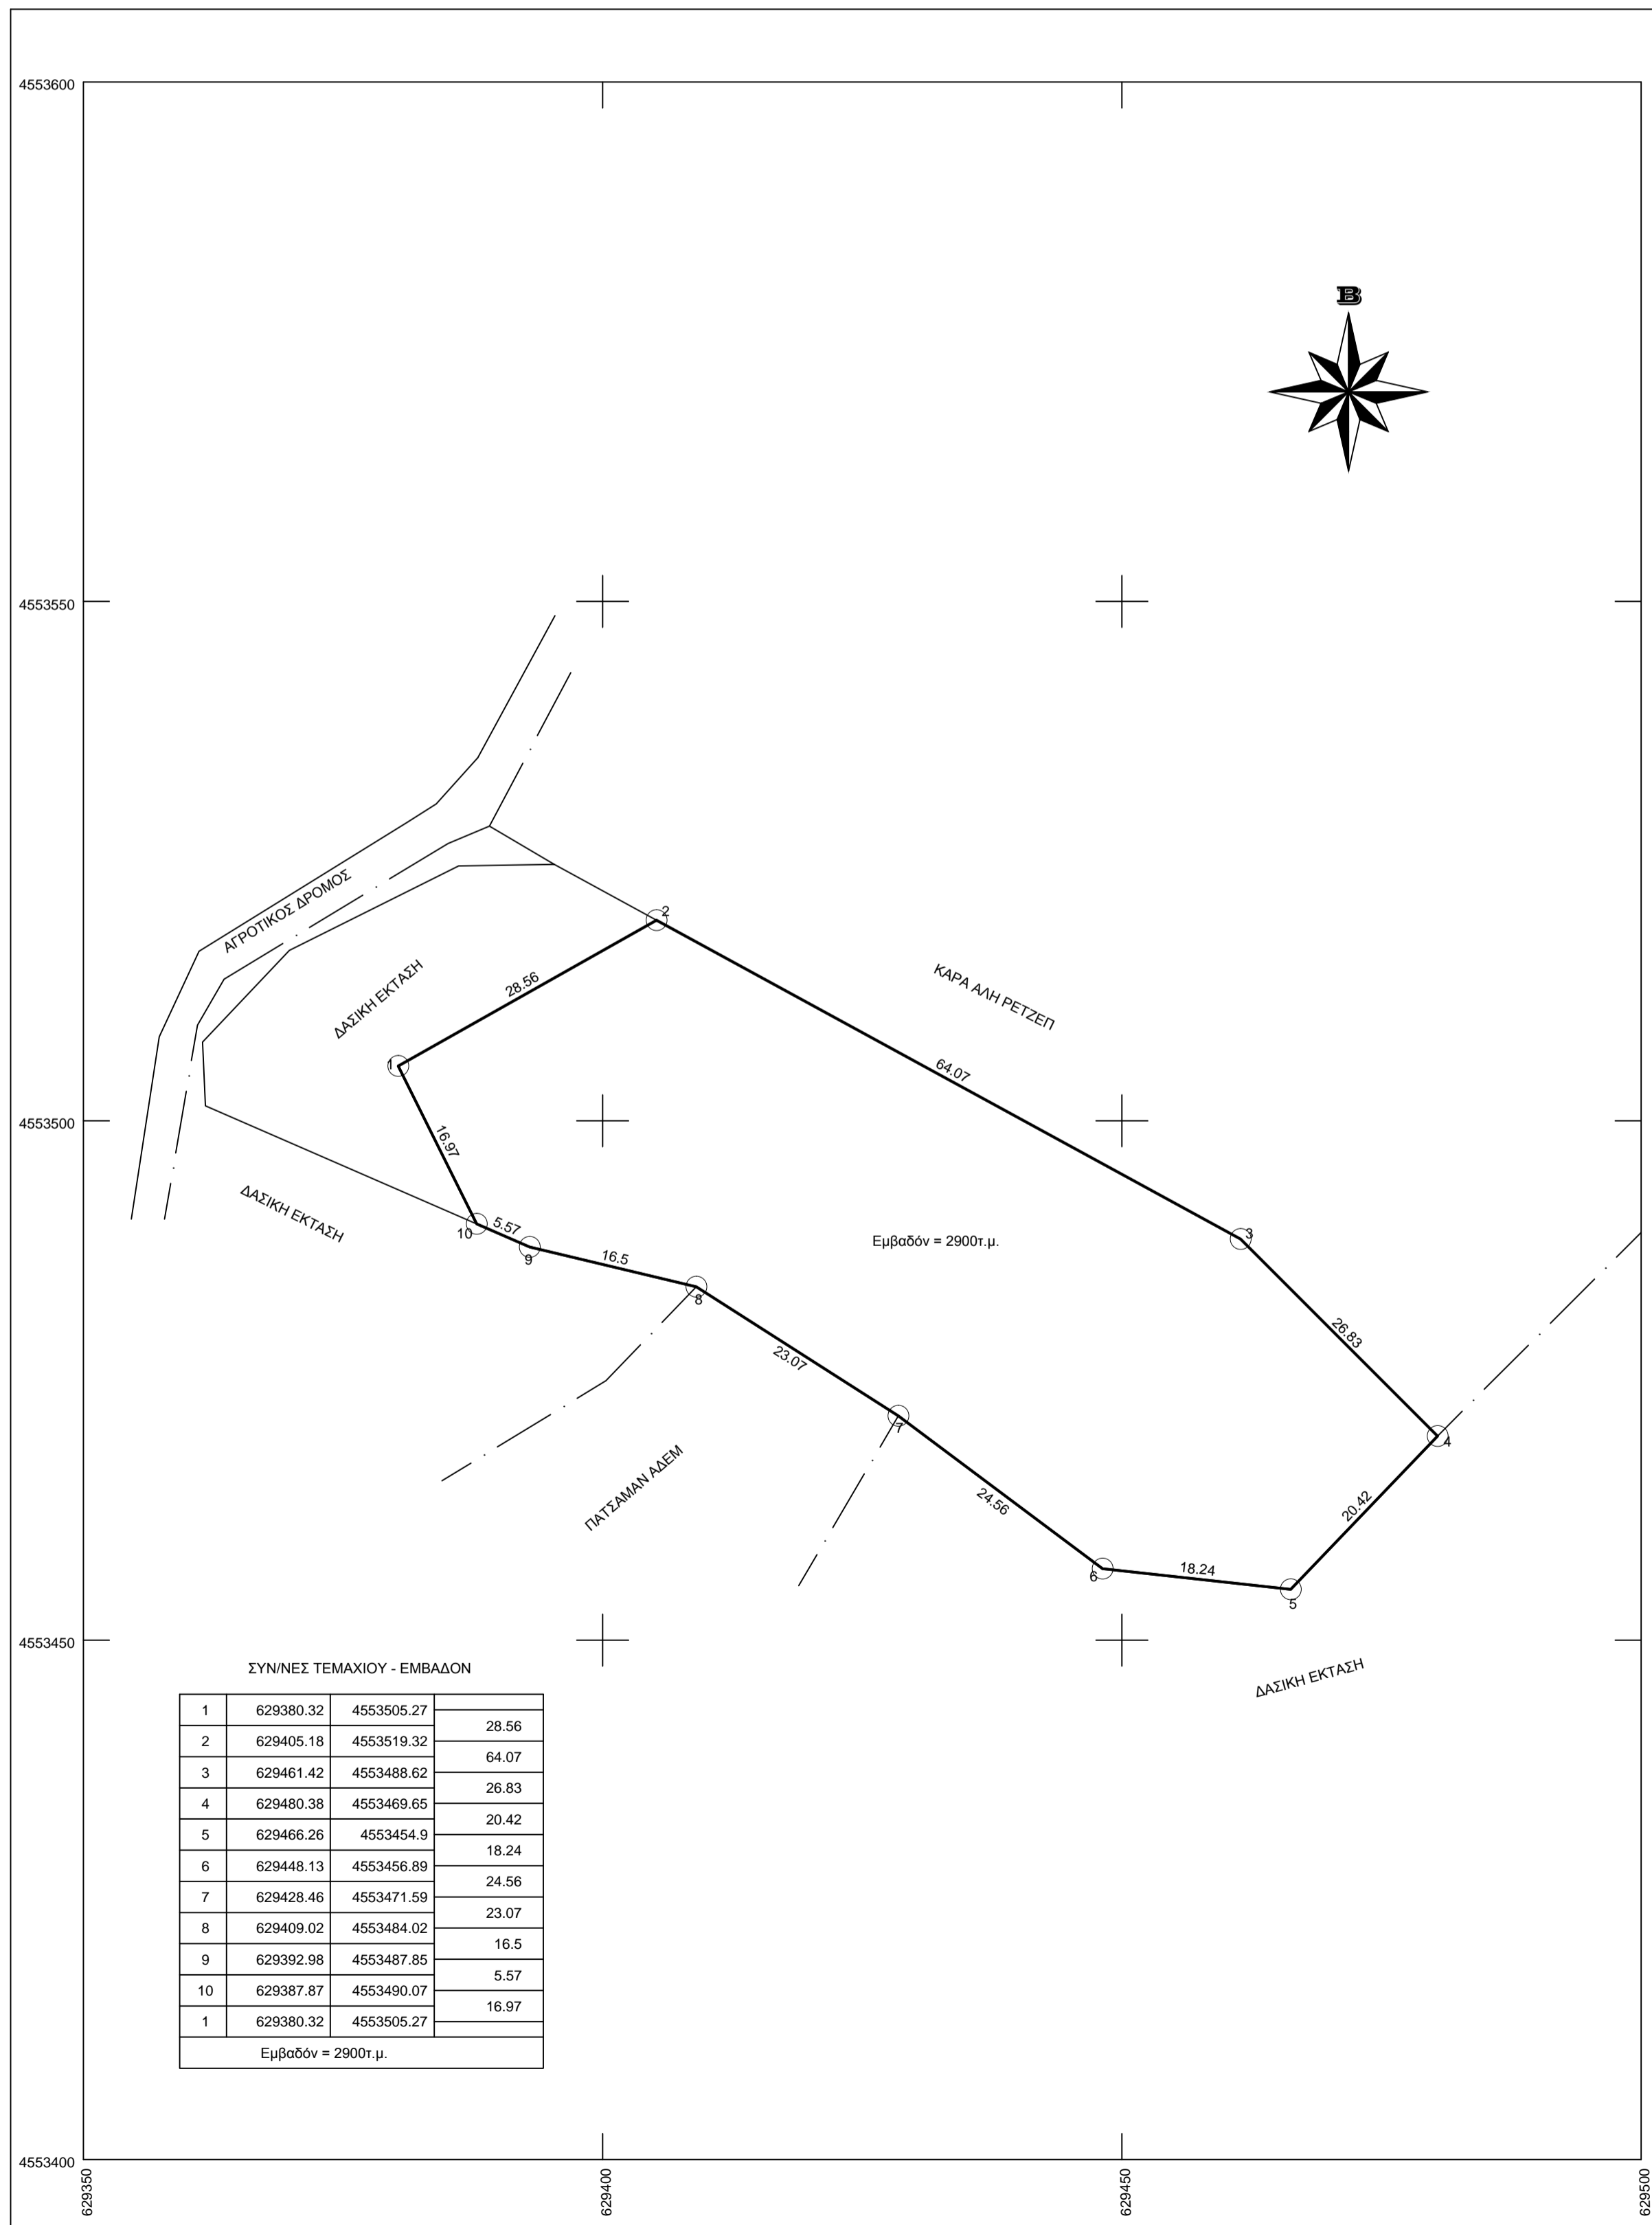 4553600
B
4553550
ΑΓΡΟΤΙΚΟΣ ΔΡΟΜΟΣ
2
ΔΑΣΙΚΗ ΕΚΤΑΣΗ
28.56
ΚΑΡΑ ΑΛΗ ΡΕΤΖΕΠ
1
64.07
4553500
16.97
ΔΑΣΙΚΗ ΕΚΤΑΣΗ
10
5.57
9
16.5
Εμβαδόν = 2900τ.μ.
3
8
26.83
23.07
7
4
ΠΑΤΣΑΜΑΝ ΑΔΕΜ
24.56
20.42
6
18.24
5
4553450
ΔΑΣΙΚΗ ΕΚΤΑΣΗ
ΣΥΝ/ΝΕΣ ΤΕΜΑΧΙΟΥ - ΕΜΒΑΔΟΝ
1 629380.32 4553505.27
28.56
2 629405.18 4553519.32
64.07
3 629461.42 4553488.62
26.83
4 629480.38 4553469.65
20.42
5 629466.26 4553454.9
18.24
6 629448.13 4553456.89
24.56
7 629428.46 4553471.59
23.07
8 629409.02 4553484.02
16.5
9 629392.98 4553487.85
5.57
10 629387.87 4553490.07
16.97
1 629380.32 4553505.27
Εμβαδόν = 2900τ.μ.
4553400
629350
629400
629450
629500